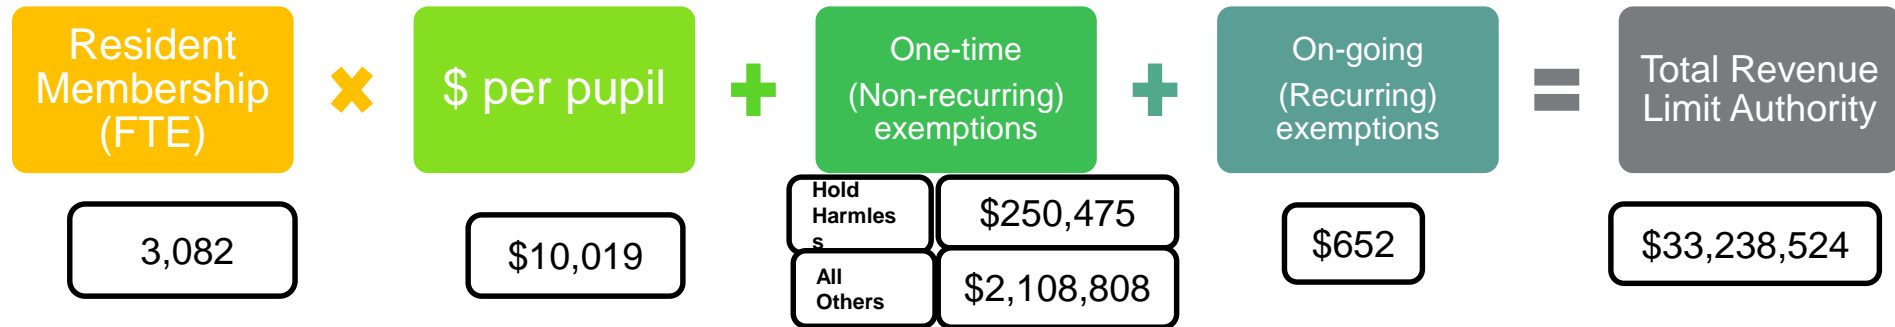 Resident
Membership
(FTE)
$ per pupil
One-time
(Non-recurring)
exemptions
On-going
(Recurring)
exemptions
Total Revenue
Limit Authority
3,082
$10,019
Hold
Harmles
s
$250,475
All
Others
$2,108,808
$652
$33,238,524